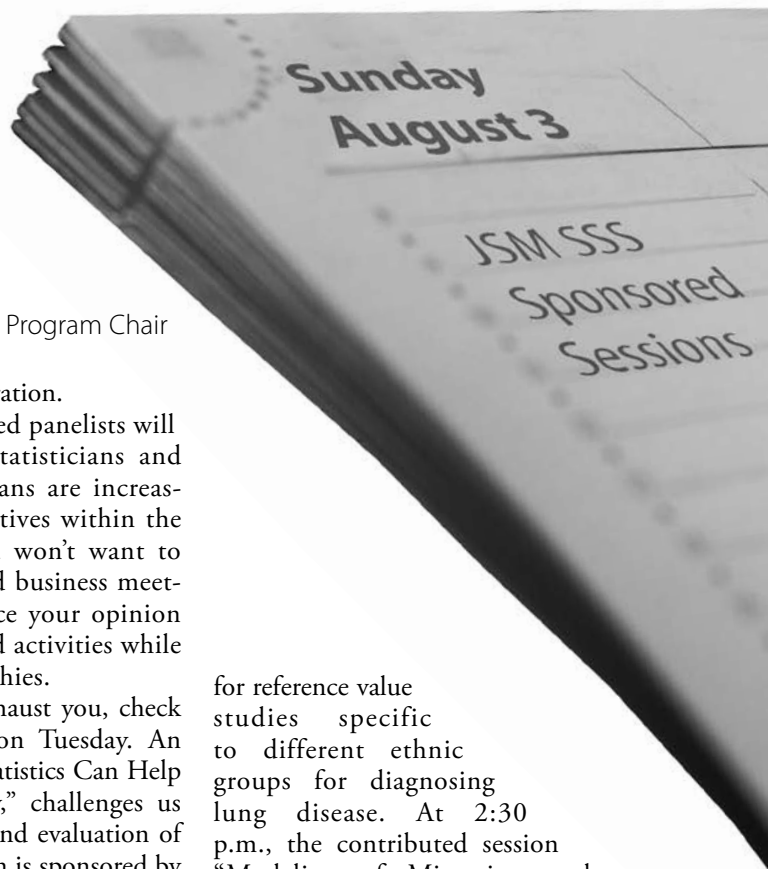 Sunday
August 3
JSM SSS
Sponsored
Sessions
Program Chair
ation.
ed panelists will
tatisticians and
ans are increas-
tives within the
won't want to
d business meet-
ce your opinion
d activities while
hies.
haust you, check
on Tuesday. An
atistics Can Help
,” challenges us
nd evaluation of
n is sponsored by
for reference value
studies specific
to different ethnic
groups for diagnosing
lung disease. At 2:30
p.m., the contributed session